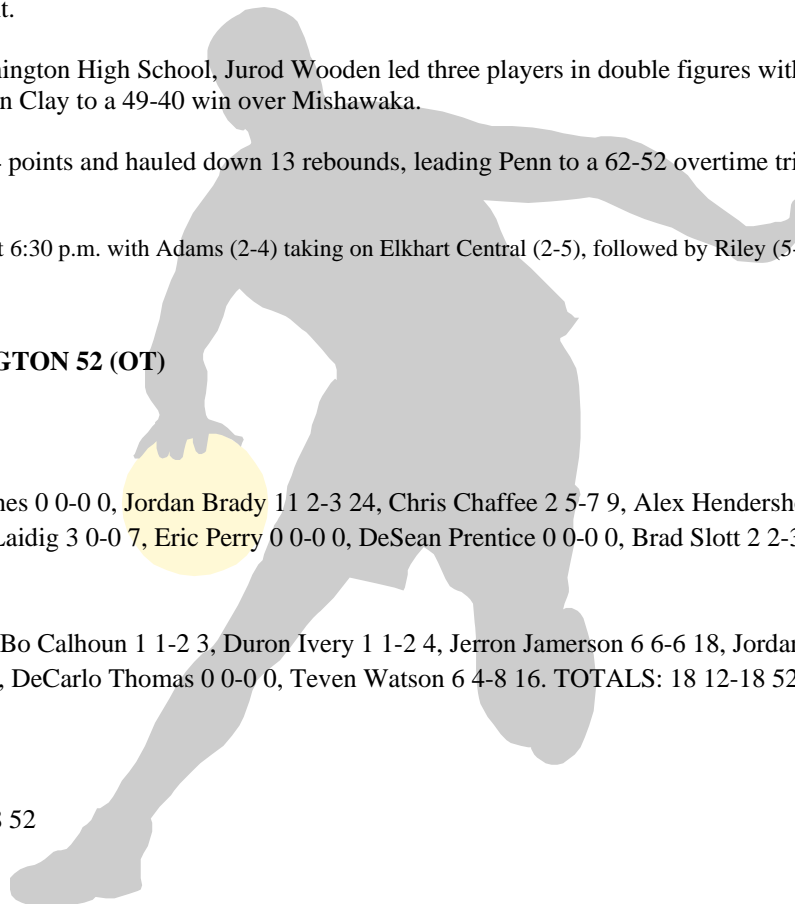 t.
nington High School, Jurod Wooden led three players in double figures with
n Clay to a 49-40 win over Mishawaka.
points and hauled down 13 rebounds, leading Penn to a 62-52 overtime tri
t 6:30 p.m. with Adams (2-4) taking on Elkhart Central (2-5), followed by Riley (5-
GTON 52 (OT)
nes 0 0-0 0, Jordan Brady 11 2-3 24, Chris Chaffee 2 5-7 9, Alex Hendersh
Laidig 3 0-0 7, Eric Perry 0 0-0 0, DeSean Prentice 0 0-0 0, Brad Slott 2 2-3
Bo Calhoun 1 1-2 3, Duron Ivery 1 1-2 4, Jerron Jamerson 6 6-6 18, Jordan
, DeCarlo Thomas 0 0-0 0, Teven Watson 6 4-8 16. TOTALS: 18 12-18 52
52